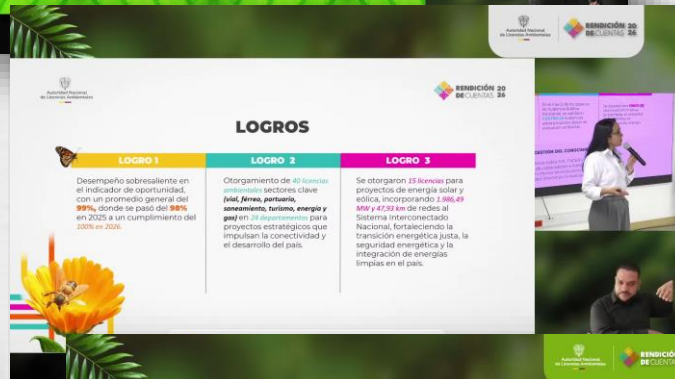 Autoridad Nacional
de Licencias Ambientales
RENDICIÓN 20
DE CUENTAS 26
Autoridad Nacional
de Licencias Ambientales
RENDICIÓN 20
DE CUENTAS 26
LOGROS
LOGRO 1
Desempeño sobresaliente en
el indicador de oportunidad,
con un promedio general del
99%, donde se pasó del 98%
en 2025 a un cumplimiento del
100% en 2026.
LOGRO 2
Otorgamiento de 40 licencias
ambientales sectores clave
(vial, férreo, portuario,
saneamiento, turismo, energía y
gas) en 26 departamentos para
proyectos estratégicos que
impulsan la conectividad y
el desarrollo del país.
LOGRO 3
Se otorgaron 15 licencias para
proyectos de energía solar y
eólica, incorporando 1.986,49
MW y 47,93 km de redes al
Sistema Interconectado
Nacional, fortaleciendo la
transición energética justa, la
seguridad energética y la
integración de energías
limpias en el país.
Autoridad Nacional
de Licencias Ambientales
RENDICIÓN
DE CUENTAS